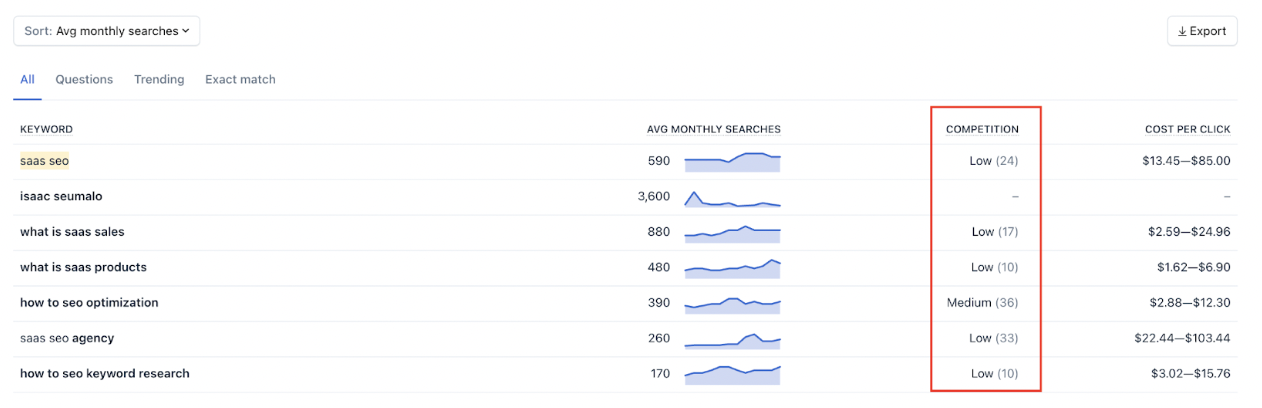 Sort: Avg monthly searches
Export
All Questions Trending Exact match
KEYWORD AVG MONTHLY SEARCHES COMPETITION COST PER CLICK
saas seo 590 Low (24) $13.45—$85.00
isaac seumalo 3,600 – –
what is saas sales 880 Low (17) $2.59—$24.96
what is saas products 480 Low (10) $1.62—$6.90
how to seo optimization 390 Medium (36) $2.88—$12.30
saas seo agency 260 Low (33) $22.44—$103.44
how to seo keyword research 170 Low (10) $3.02—$15.76